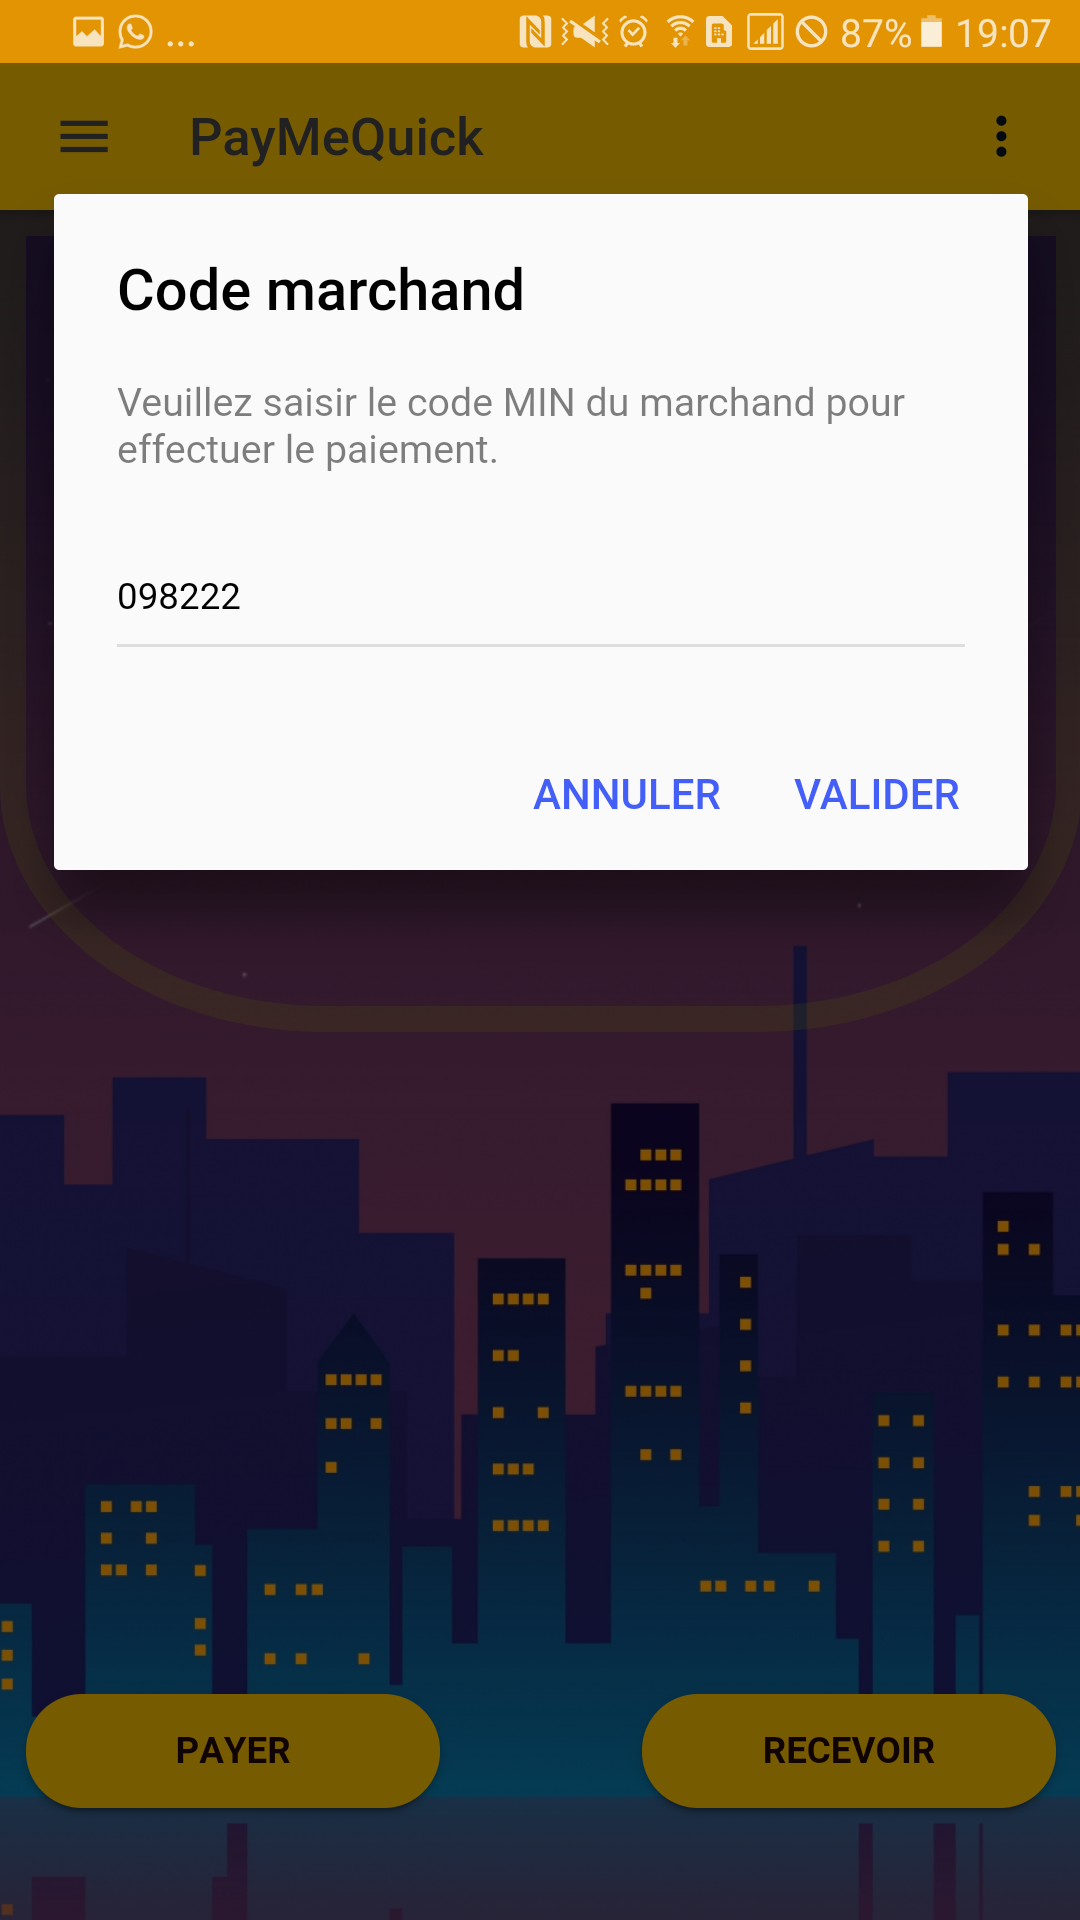 ... 87% 19:07
PayMeQuick
Code marchand
Veuillez saisir le code MIN du marchand pour
effectuer le paiement.
098222
ANNULER VALIDER
PAYER RECEVOIR